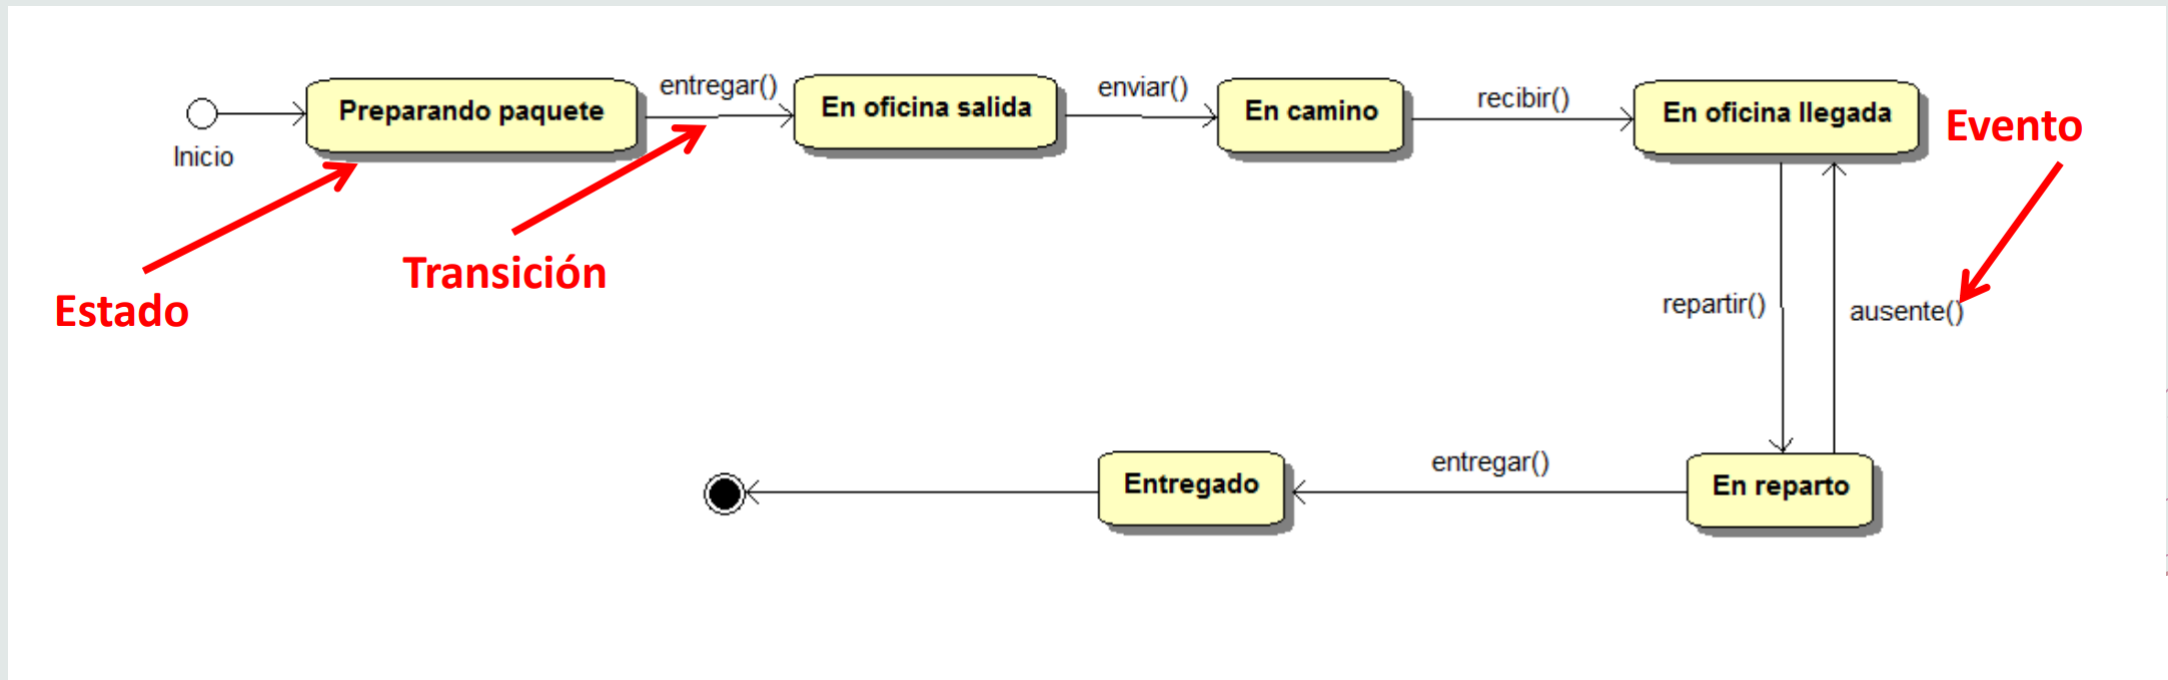 Inicio
Preparando paquete
entregar()
En oficina salida
enviar()
En camino
recibir()
En oficina llegada
Evento
Estado
Transición
repartir()
ausente()
Entregado
entregar()
En reparto